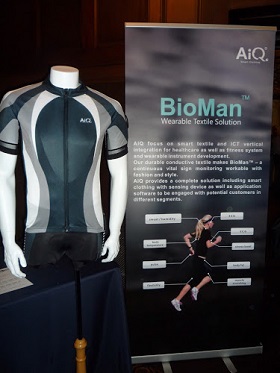 AiQ
AiQ
BioMan™
Wearable Textile Solution
AiQ focus on smart textile and ICT vertical
integration for healthcare as well as fitness system
and wearable instrument development.
Our durable conductive textile makes BioMan™ – a
continuous vital sign monitoring workable with
fashion and style.
AiQ provides a complete solution including smart
clothing with sensing device as well as application
software to be engaged with potential customers in
different segments.